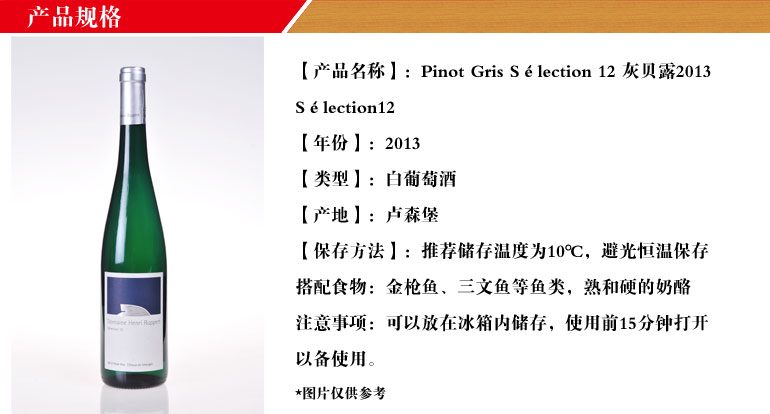 产品规格
【产品名称】：Pinot Gris Sélection 12 灰贝露2013
Sélection12
【年份】：2013
【类型】：白葡萄酒
【产地】：卢森堡
【保存方法】：推荐储存温度为10℃，避光恒温保存
搭配食物：金枪鱼、三文鱼等鱼类，熟和硬的奶酪
注意事项：可以放在冰箱内储存，使用前15分钟打开
以备使用。
*图片仅供参考
Domaine Henri Ruppert